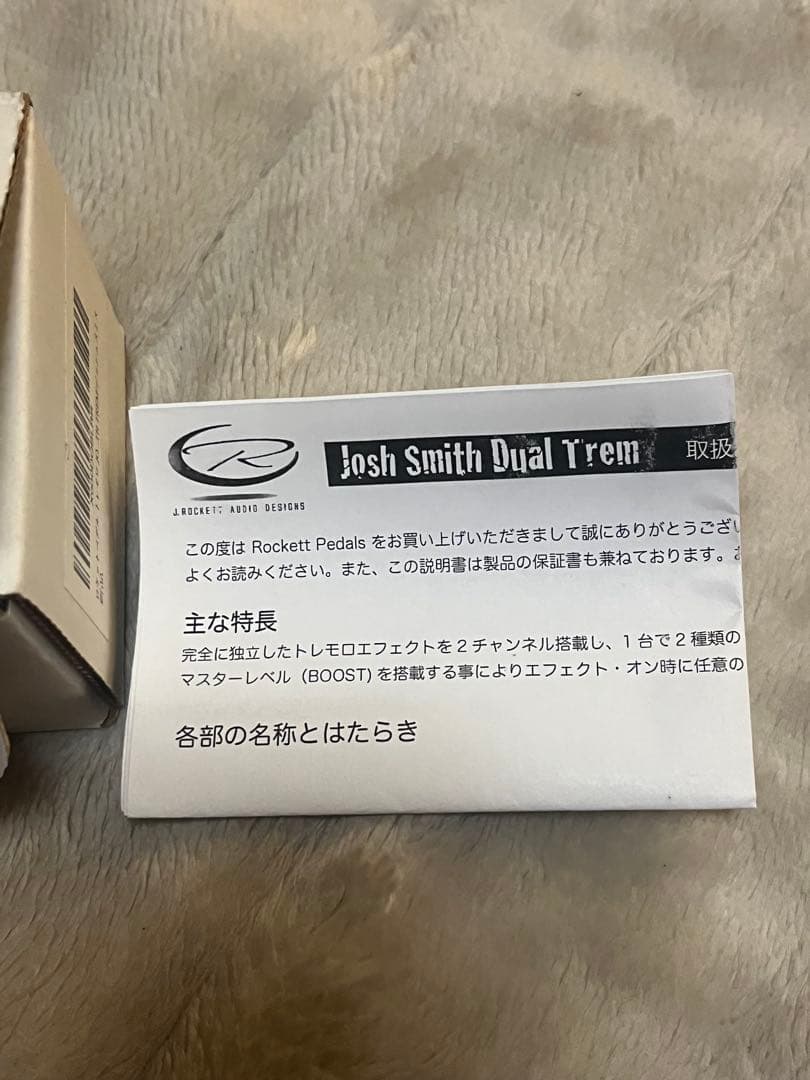 J.ROCKETT AUDIO DESIGNS
Josh Smith Dual Trem 取扱
この度は Rockett Pedals をお買い上げいただきまして誠にありがとうござい
よくお読みください。また、この説明書は製品の保証書も兼ねております。
主な特長
完全に独立したトレモロエフェクトを 2 チャンネル搭載し、1 台で 2 種類の
マスターレベル（BOOST) を搭載する事によりエフェクト・オン時に任意の
各部の名称とはたらき